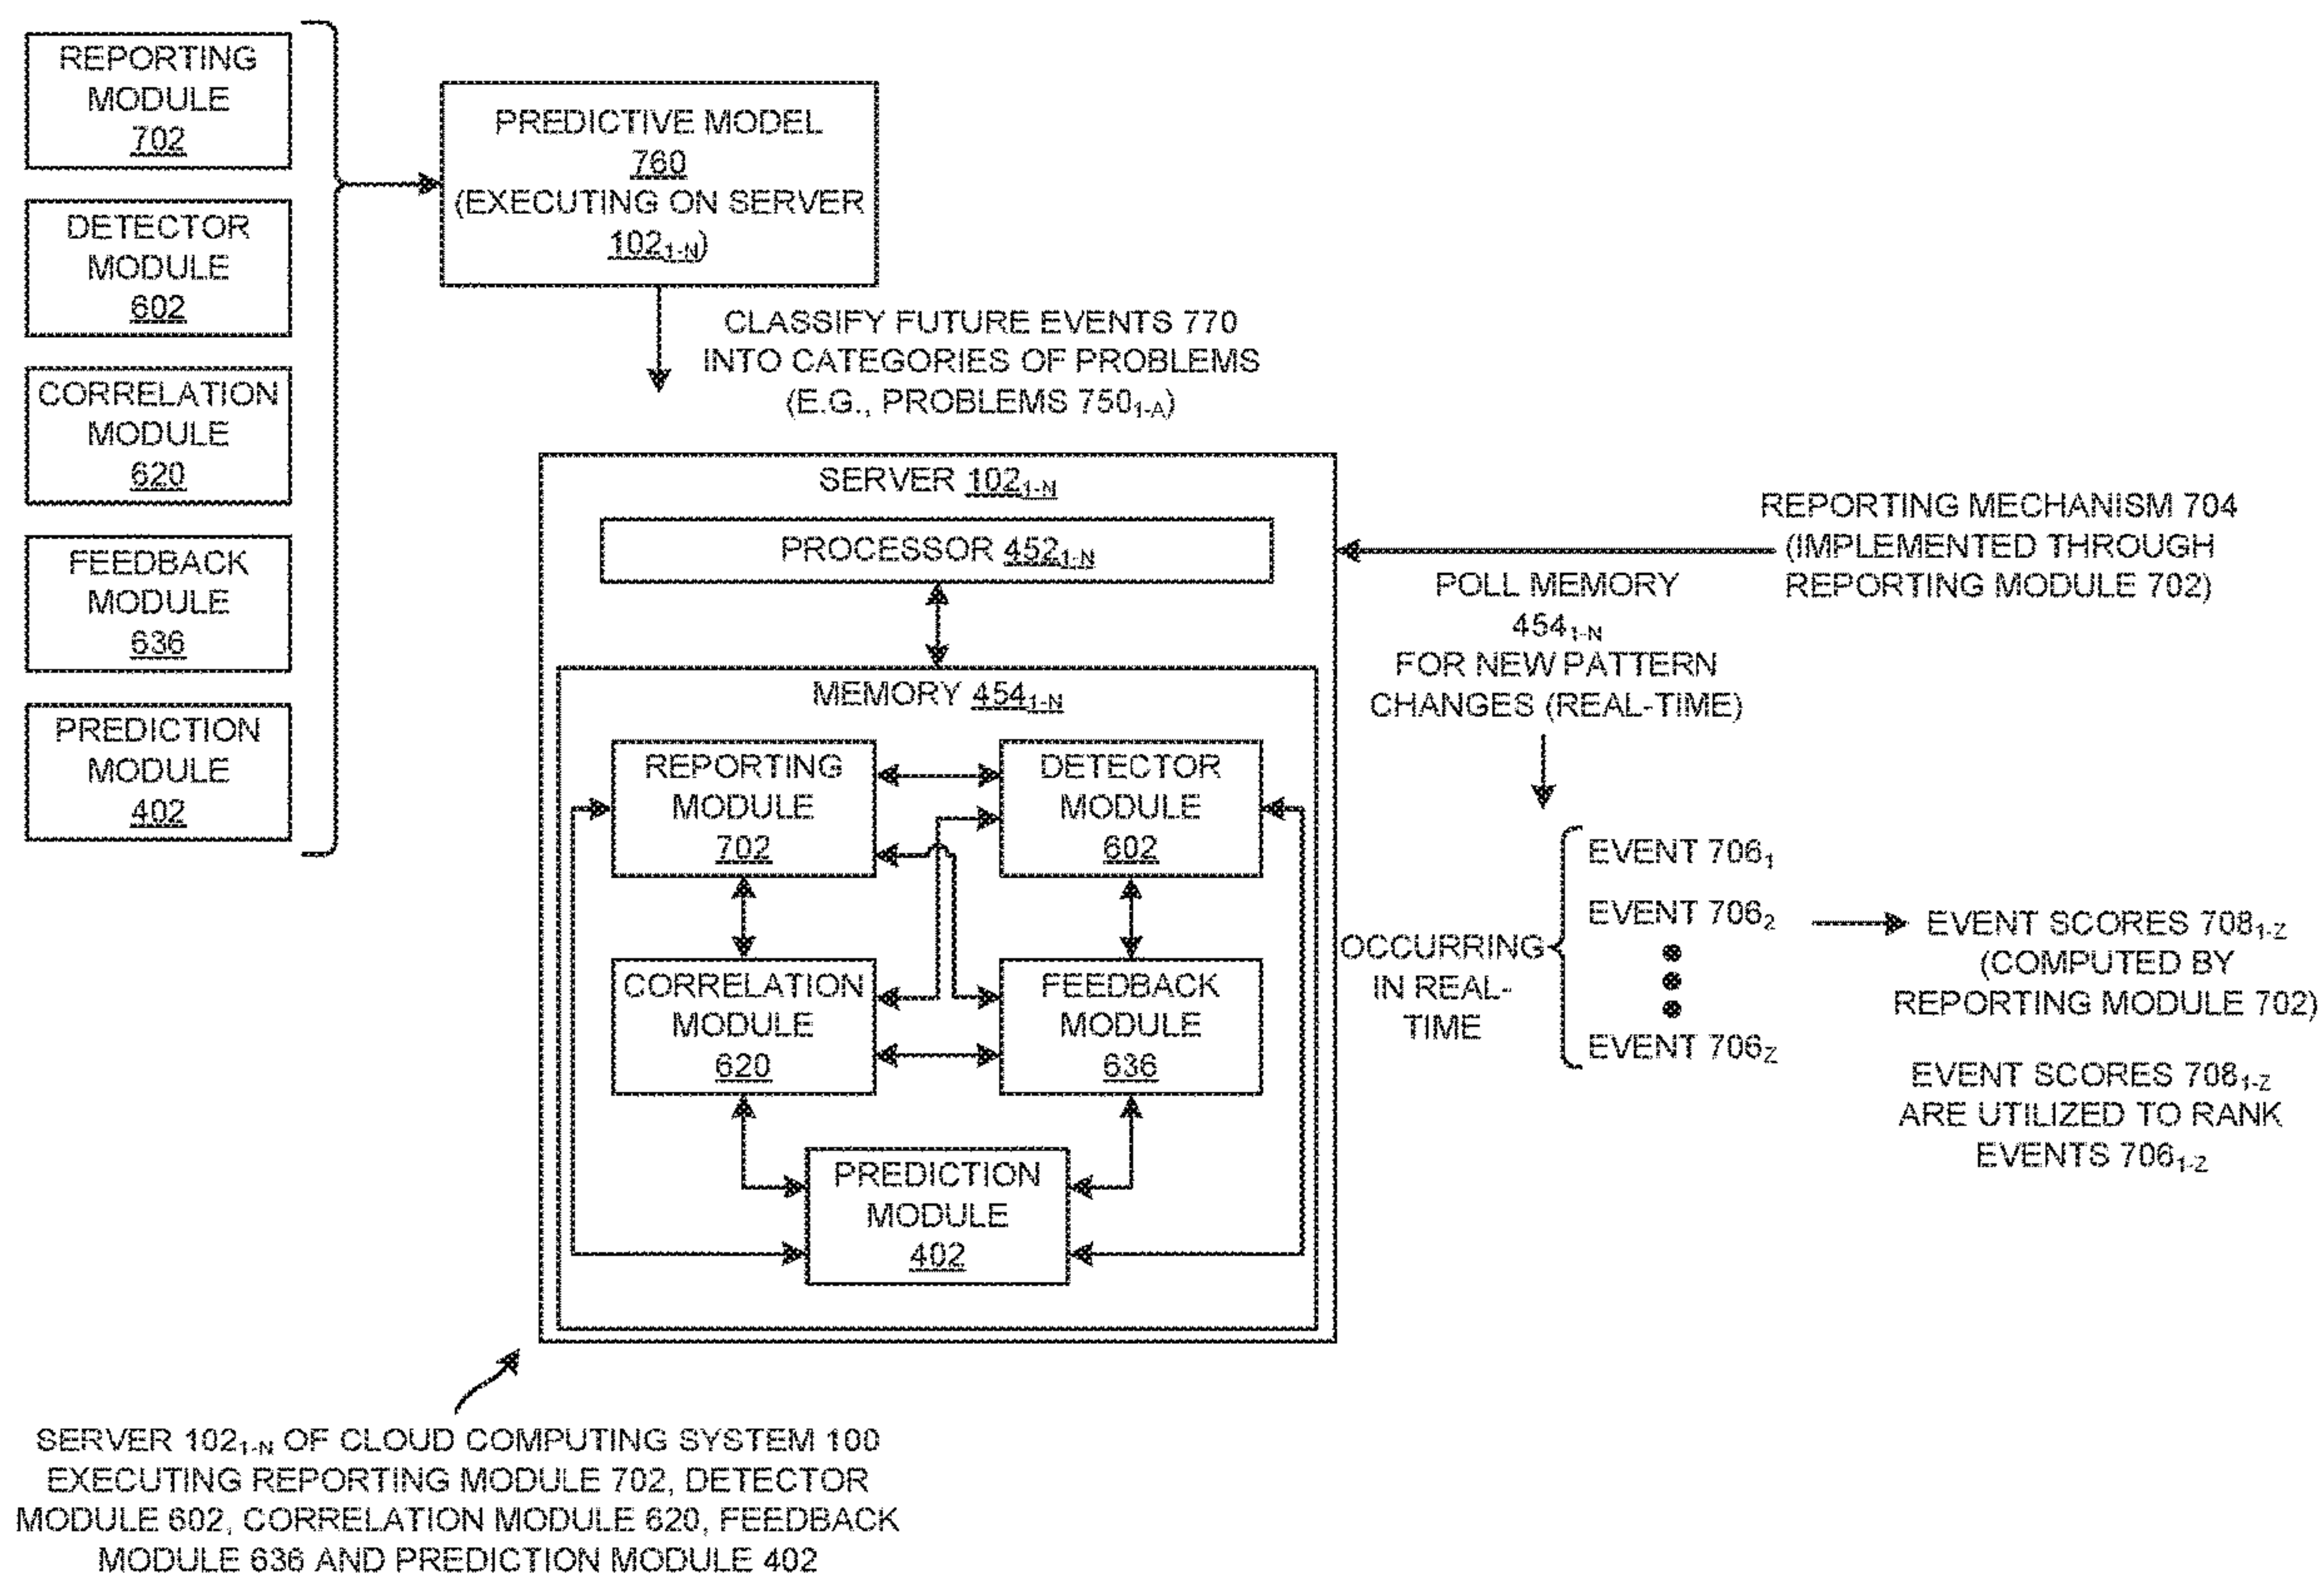 REPORTING
MODULE
702
DETECTOR
MODULE
602
CORRELATION
MODULE
620
FEEDBACK
MODULE
636
PREDICTION
MODULE
402
PREDICTIVE MODEL
760
(EXECUTING ON SERVER
102₁₋N)
CLASSIFY FUTURE EVENTS 770
INTO CATEGORIES OF PROBLEMS
(E.G., PROBLEMS 750₁₋A)
SERVER 102₁₋N
PROCESSOR 452₁₋N
MEMORY 454₁₋N
REPORTING
MODULE
702
DETECTOR
MODULE
602
CORRELATION
MODULE
620
FEEDBACK
MODULE
636
PREDICTION
MODULE
402
REPORTING MECHANISM 704
(IMPLEMENTED THROUGH
REPORTING MODULE 702)
POLL MEMORY
454₁₋N
FOR NEW PATTERN
CHANGES (REAL-TIME)
OCCURRING
IN REAL-
TIME
EVENT 706₁
EVENT 706₂
EVENT 706Z
EVENT SCORES 708₁₋Z
(COMPUTED BY
REPORTING MODULE 702)
EVENT SCORES 708₁₋Z
ARE UTILIZED TO RANK
EVENTS 706₁₋Z
SERVER 102₁₋N OF CLOUD COMPUTING SYSTEM 100
EXECUTING REPORTING MODULE 702, DETECTOR
MODULE 602, CORRELATION MODULE 620, FEEDBACK
MODULE 636 AND PREDICTION MODULE 402